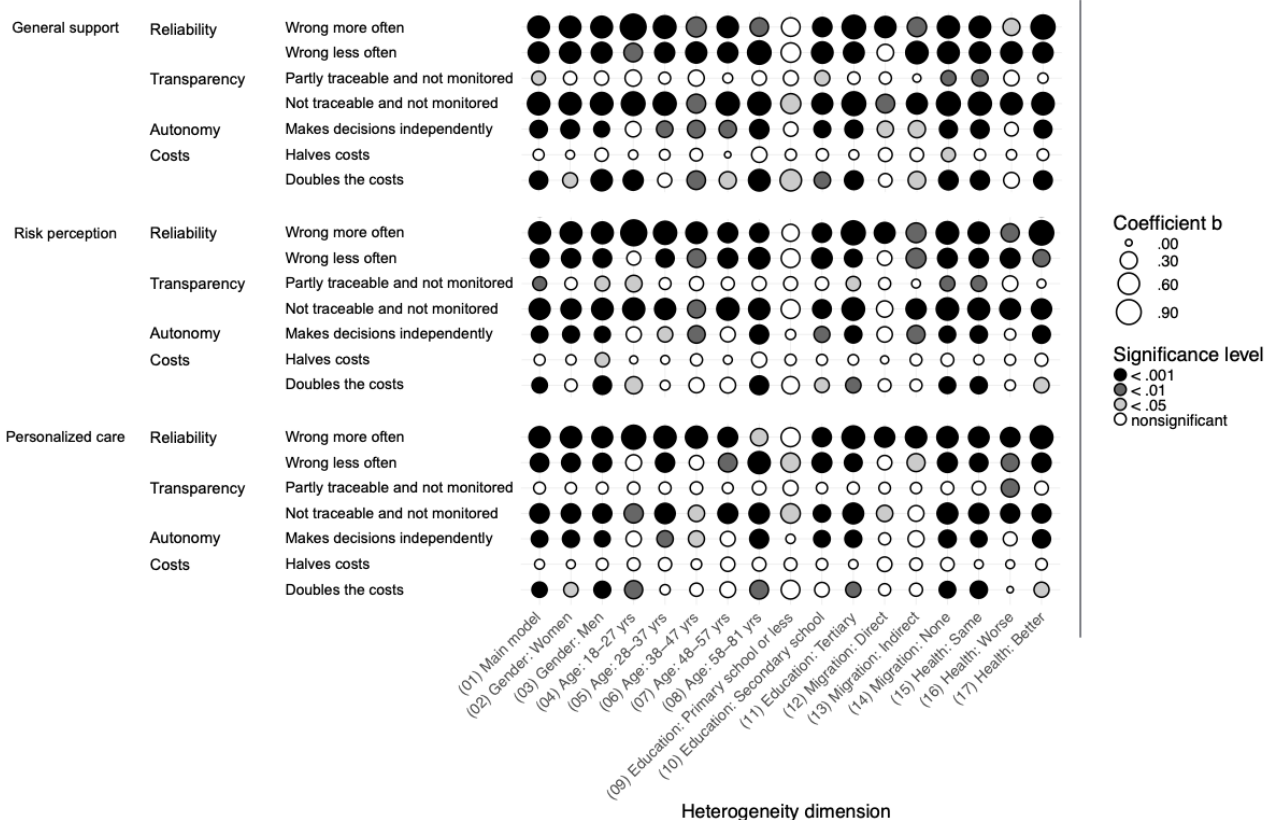 General support Reliability Wrong more often
Wrong less often
Transparency Partly traceable and not monitored
Not traceable and not monitored
Autonomy Makes decisions independently
Costs Halves costs
Doubles the costs
Risk perception Reliability Wrong more often
Wrong less often
Transparency Partly traceable and not monitored
Not traceable and not monitored
Autonomy Makes decisions independently
Costs Halves costs
Doubles the costs
Personalized care Reliability Wrong more often
Wrong less often
Transparency Partly traceable and not monitored
Not traceable and not monitored
Autonomy Makes decisions independently
Costs Halves costs
Doubles the costs
(01) Main model
(02) Gender: Women
(03) Gender: Men
(04) Age: 18–27 yrs
(05) Age: 28–37 yrs
(06) Age: 38–47 yrs
(07) Age: 48–57 yrs
(08) Age: 58–81 yrs
(09) Education: Primary school or less
(10) Education: Secondary school
(11) Education: Tertiary
(12) Migration: Direct
(13) Migration: Indirect
(14) Migration: None
(15) Health: Same
(16) Health: Worse
(17) Health: Better
Heterogeneity dimension
Coefficient b
.00
.30
.60
.90
Significance level
< .001
< .01
< .05
nonsignificant